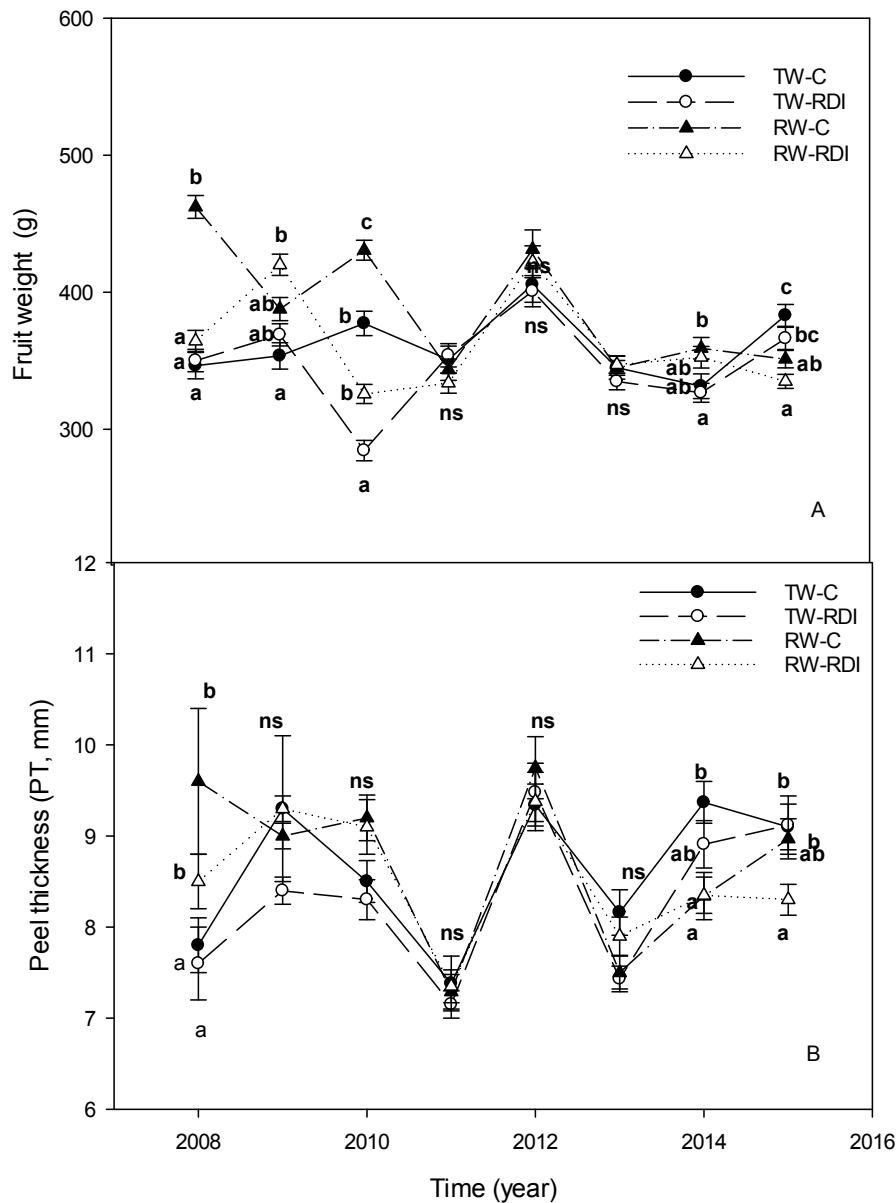 600
500
400
300
Fruit weight (g)
TW-C
TW-RDI
RW-C
RW-RDI
b
b
c
c
b
ab
ab
a
a
b
b
ns
bc
ab
ab
ab
a
a
a
ns
ns
ns
a
a
A
12
11
10
9
8
7
6
Peel thickness (PT, mm)
TW-C
TW-RDI
RW-C
RW-RDI
b
ns
ns
ns
b
b
b
ab
b
ab
ns
a
a
a
a
ns
a
B
2008
2010
2012
2014
2016
Time (year)